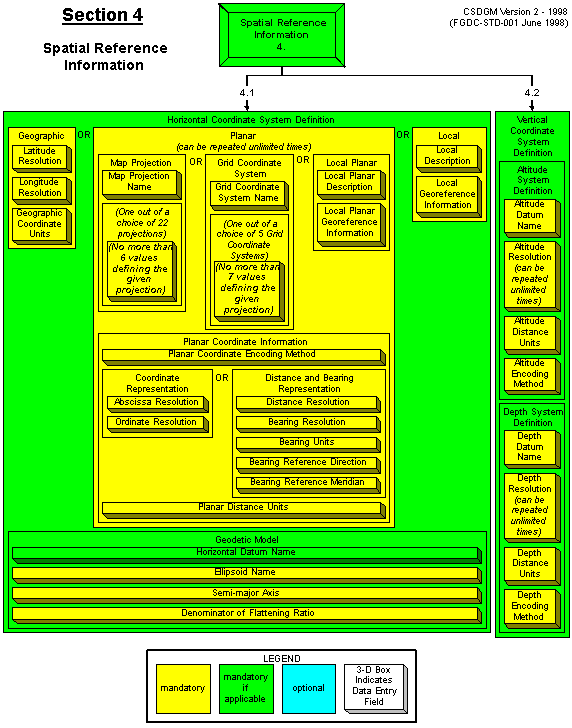 Section 4
Spatial Reference
Information
CSDGM Version 2 - 1998
(FGDC-STD-001 June 1998)
Spatial Reference
Information
4.
4.1
4.2
Horizontal Coordinate System Definition
Geographic
Latitude
Resolution
Longitude
Resolution
Geographic
Coordinate
Units
OR
Planar
(can be repeated unlimited times)
Map Projection
Map Projection
Name
(One out of a
choice of 22
projections)
(No more than
6 values
defining the
given
projection)
OR
Grid Coordinate
System
Grid Coordinate
System Name
(One out of a
choice of 5 Grid
Coordinate
Systems)
(No more than
7 values
defining the
given
projection)
OR
Local Planar
Local Planar
Description
Local Planar
Georeference
Information
Planar Coordinate Information
Planar Coordinate Encoding Method
Coordinate
Representation
Abscissa Resolution
Ordinate Resolution
OR
Distance and Bearing
Representation
Distance Resolution
Bearing Resolution
Bearing Units
Bearing Reference Direction
Bearing Reference Meridian
Planar Distance Units
OR
Local
Local
Description
Local
Georeference
Information
Geodetic Model
Horizontal Datum Name
Ellipsoid Name
Semi-major Axis
Denominator of Flattening Ratio
Vertical
Coordinate
System
Definition
Altitude
System
Definition
Altitude
Datum
Name
Altitude
Resolution
(can be
repeated
unlimited
times)
Altitude
Distance
Units
Altitude
Encoding
Method
Depth System
Definition
Depth
Datum
Name
Depth
Resolution
(can be
repeated
unlimited
times)
Depth
Distance
Units
Depth
Encoding
Method
LEGEND
mandatory
mandatory
if
applicable
optional
3-D Box
Indicates
Data Entry
Field